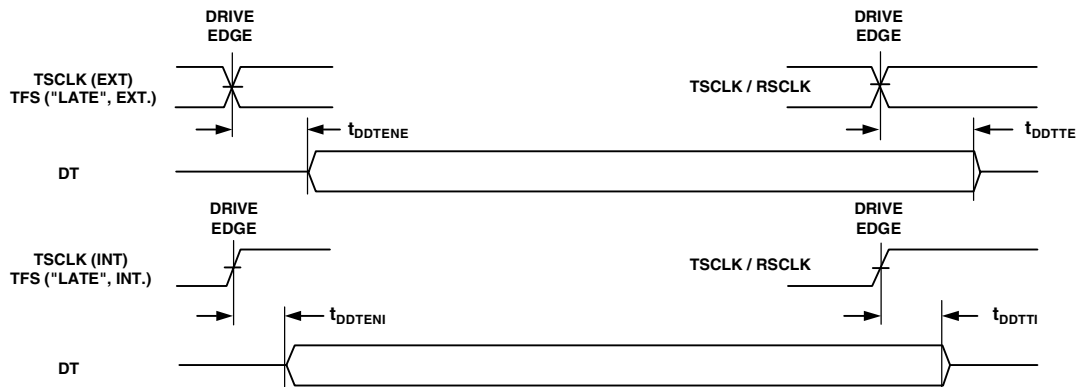 DRIVE
EDGE
DRIVE
EDGE
TSCLK (EXT)
TFS ("LATE", EXT.)
TSCLK / RSCLK
tDDTENE
tDDTTE
DT
DRIVE
EDGE
DRIVE
EDGE
TSCLK (INT)
TFS ("LATE", INT.)
TSCLK / RSCLK
tDDTENI
tDDTTI
DT